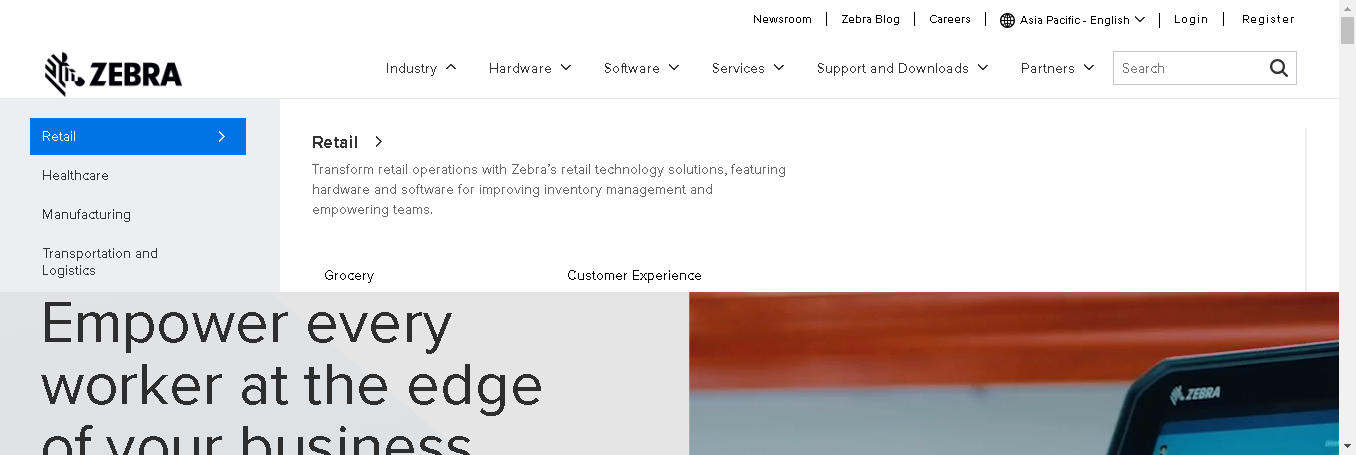 Newsroom
Zebra Blog
Careers
Asia Pacific - English
Login
Register
ZEBRA
Industry
Hardware
Software
Services
Support and Downloads
Partners
Search
Retail
Healthcare
Manufacturing
Transportation and
Logistics
Retail
Transform retail operations with Zebra’s retail technology solutions, featuring
hardware and software for improving inventory management and
empowering teams.
Grocery
Customer Experience
Empower every
worker at the edge
of your business
ZEBRA